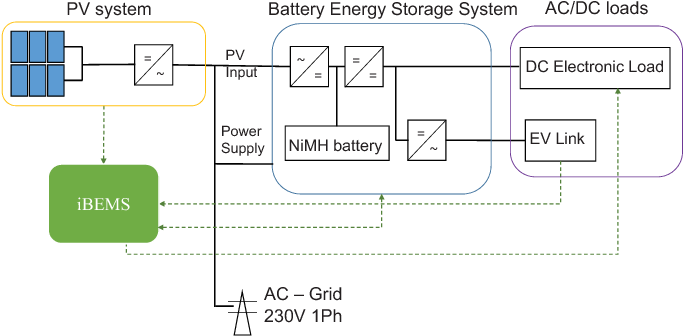 PV system
Battery Energy Storage System
AC/DC loads
=
~
PV
Input
~
=
=
=
DC Electronic Load
Power
Supply
NiMH battery
=
~
EV Link
iBEMS
AC – Grid
230V 1Ph